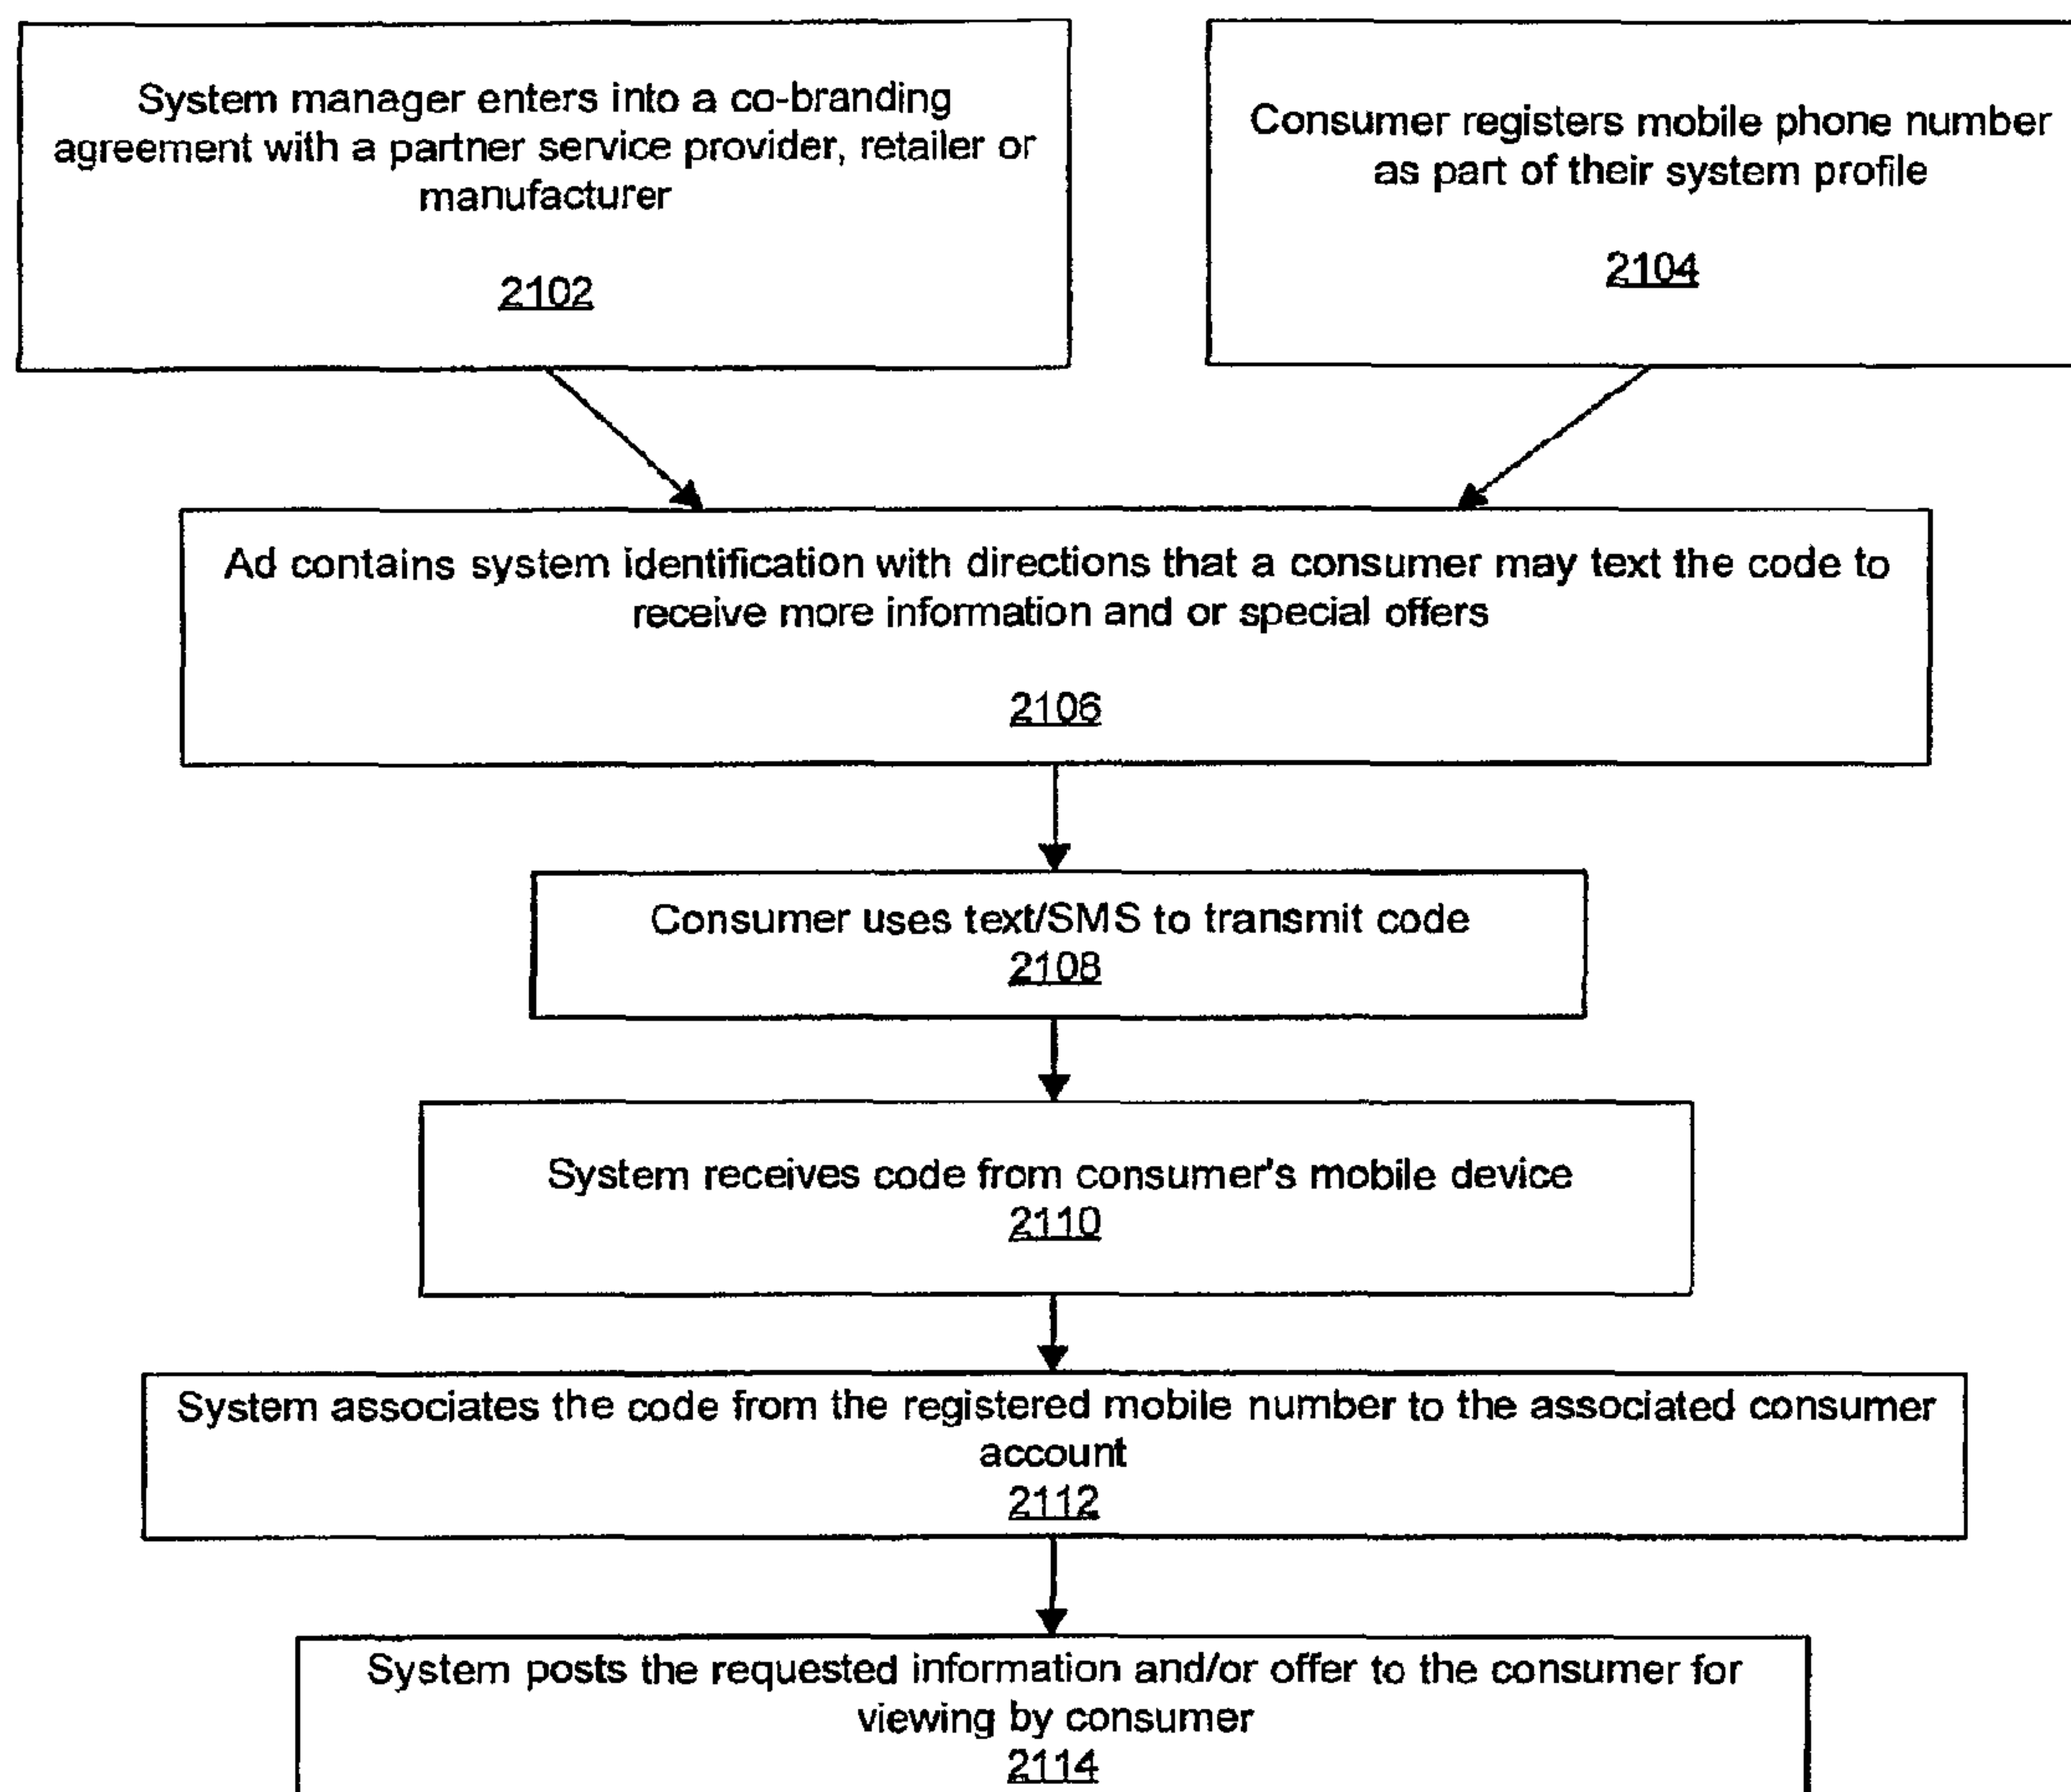 System manager enters into a co-branding
agreement with a partner service provider, retailer or
manufacturer
2102
Consumer registers mobile phone number
as part of their system profile
2104
Ad contains system identification with directions that a consumer may text the code to
receive more information and or special offers
2106
Consumer uses text/SMS to transmit code
2108
System receives code from consumer's mobile device
2110
System associates the code from the registered mobile number to the associated consumer
account
2112
System posts the requested information and/or offer to the consumer for
viewing by consumer
2114